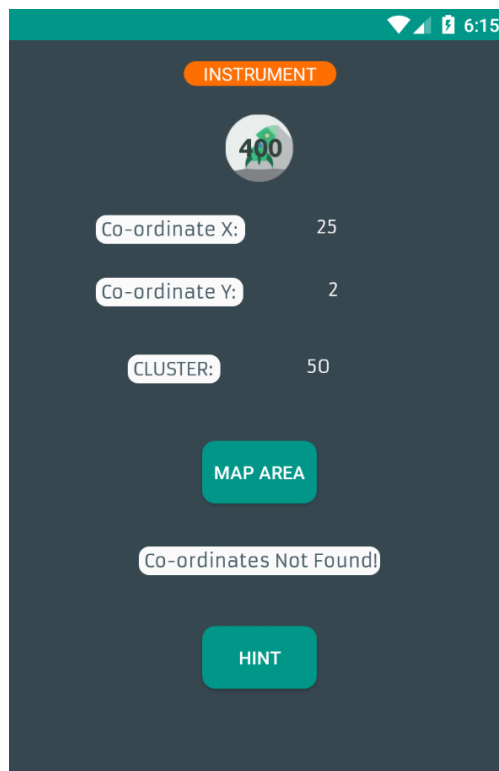 6:15
INSTRUMENT
400
Co-ordinate X: 25
Co-ordinate Y: 2
CLUSTER: 50
MAP AREA
Co-ordinates Not Found!
HINT